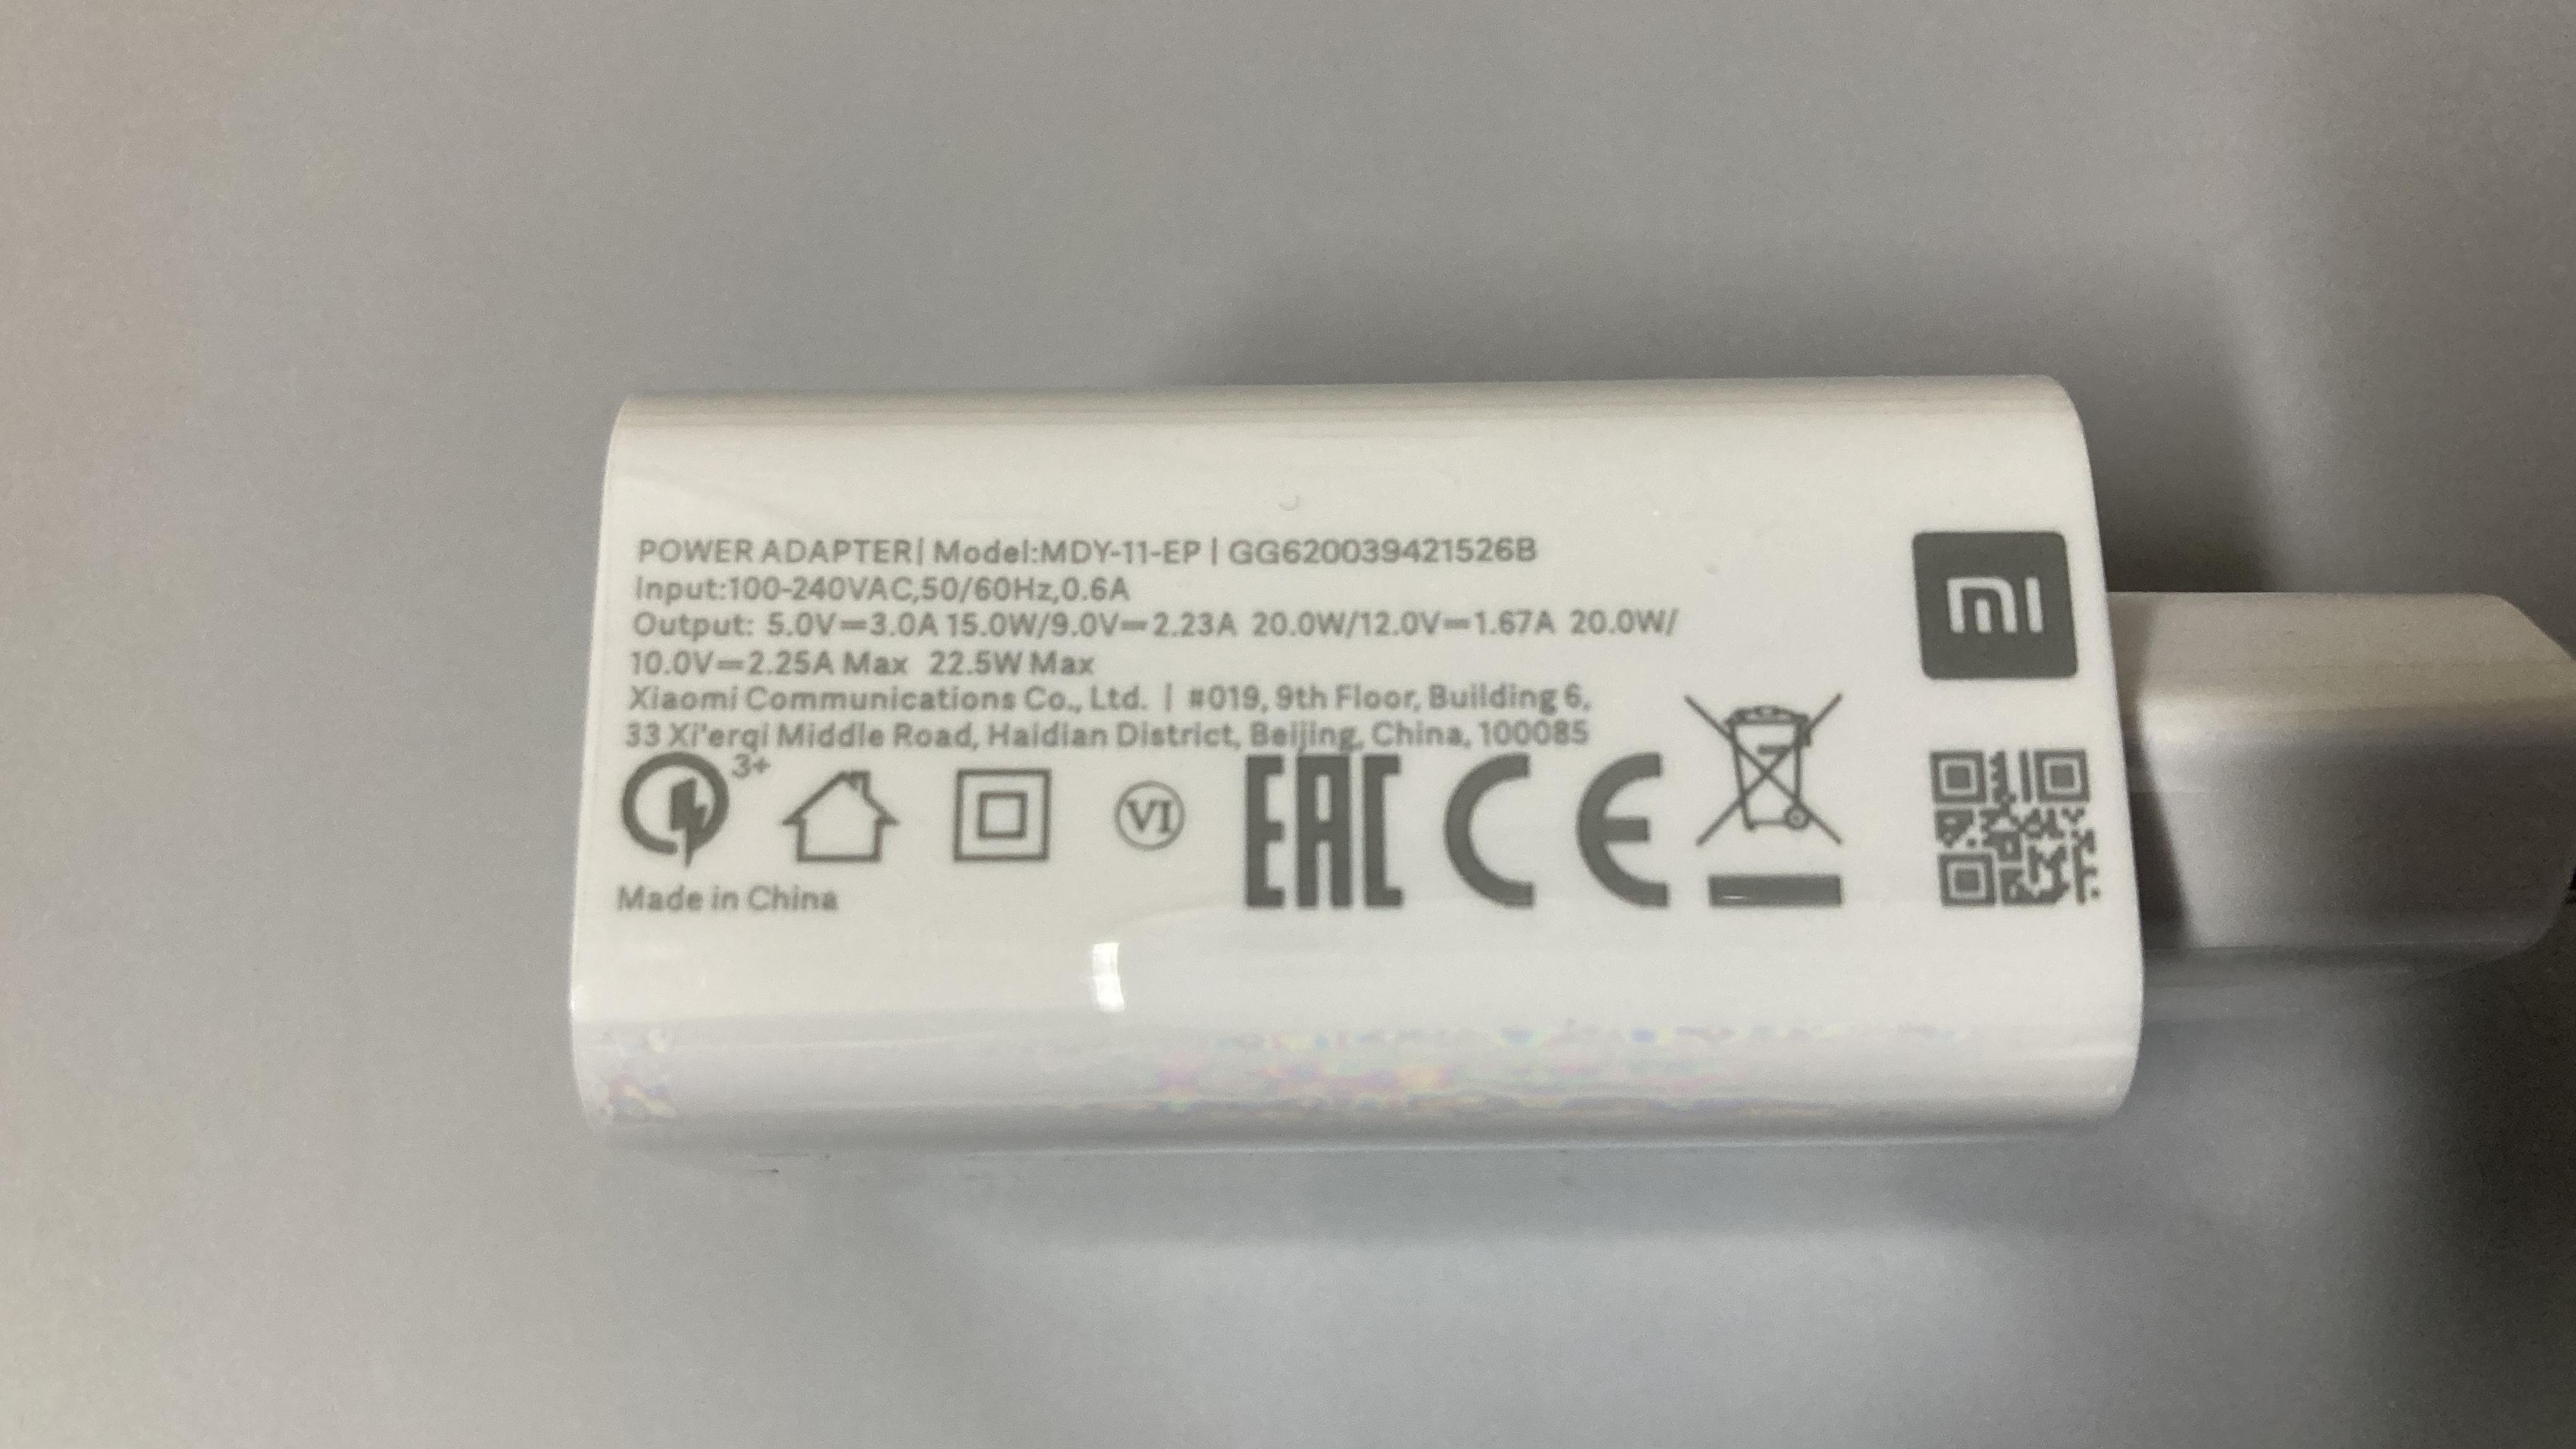 POWER ADAPTER| Model:MDY-11-EP | GG620039421526B
Input:100-240VAC,50/60Hz,0.6A
Output: 5.0V⎓3.0A 15.0W/9.0V⎓2.23A 20.0W/12.0V⎓1.67A 20.0W/
10.0V⎓2.25A Max 22.5W Max
Xiaomi Communications Co., Ltd. | #019, 9th Floor, Building 6,
33 Xi'erqi Middle Road, Haidian District, Beijing, China, 100085
3+ VI EAC CE
Made in China
mi